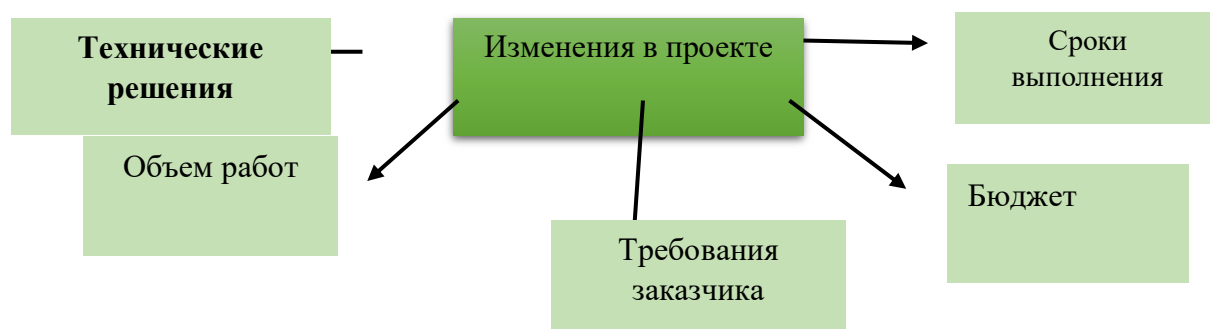 Технические
решения
Изменения в проекте
Сроки
выполнения
Объем работ
Бюджет
Требования
заказчика